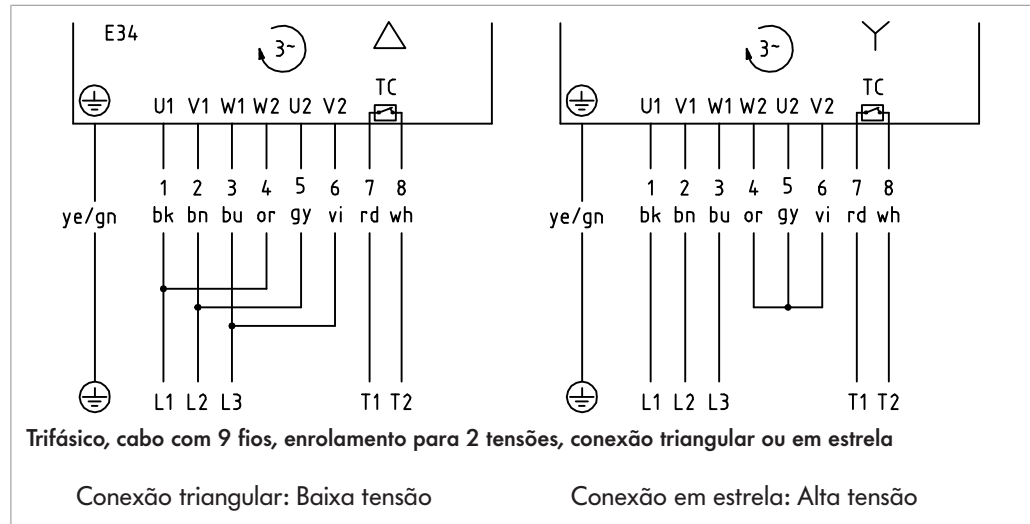 E34 3~ TC
U1 V1 W1 W2 U2 V2
1 2 3 4 5 6 7 8
ye/gn bk bn bu or gy vi rd wh
L1 L2 L3 T1 T2
3~ TC
U1 V1 W1 W2 U2 V2
1 2 3 4 5 6 7 8
ye/gn bk bn bu or gy vi rd wh
L1 L2 L3 T1 T2
Trifásico, cabo com 9 fios, enrolamento para 2 tensões, conexão triangular ou em estrela
Conexão triangular: Baixa tensão
Conexão em estrela: Alta tensão